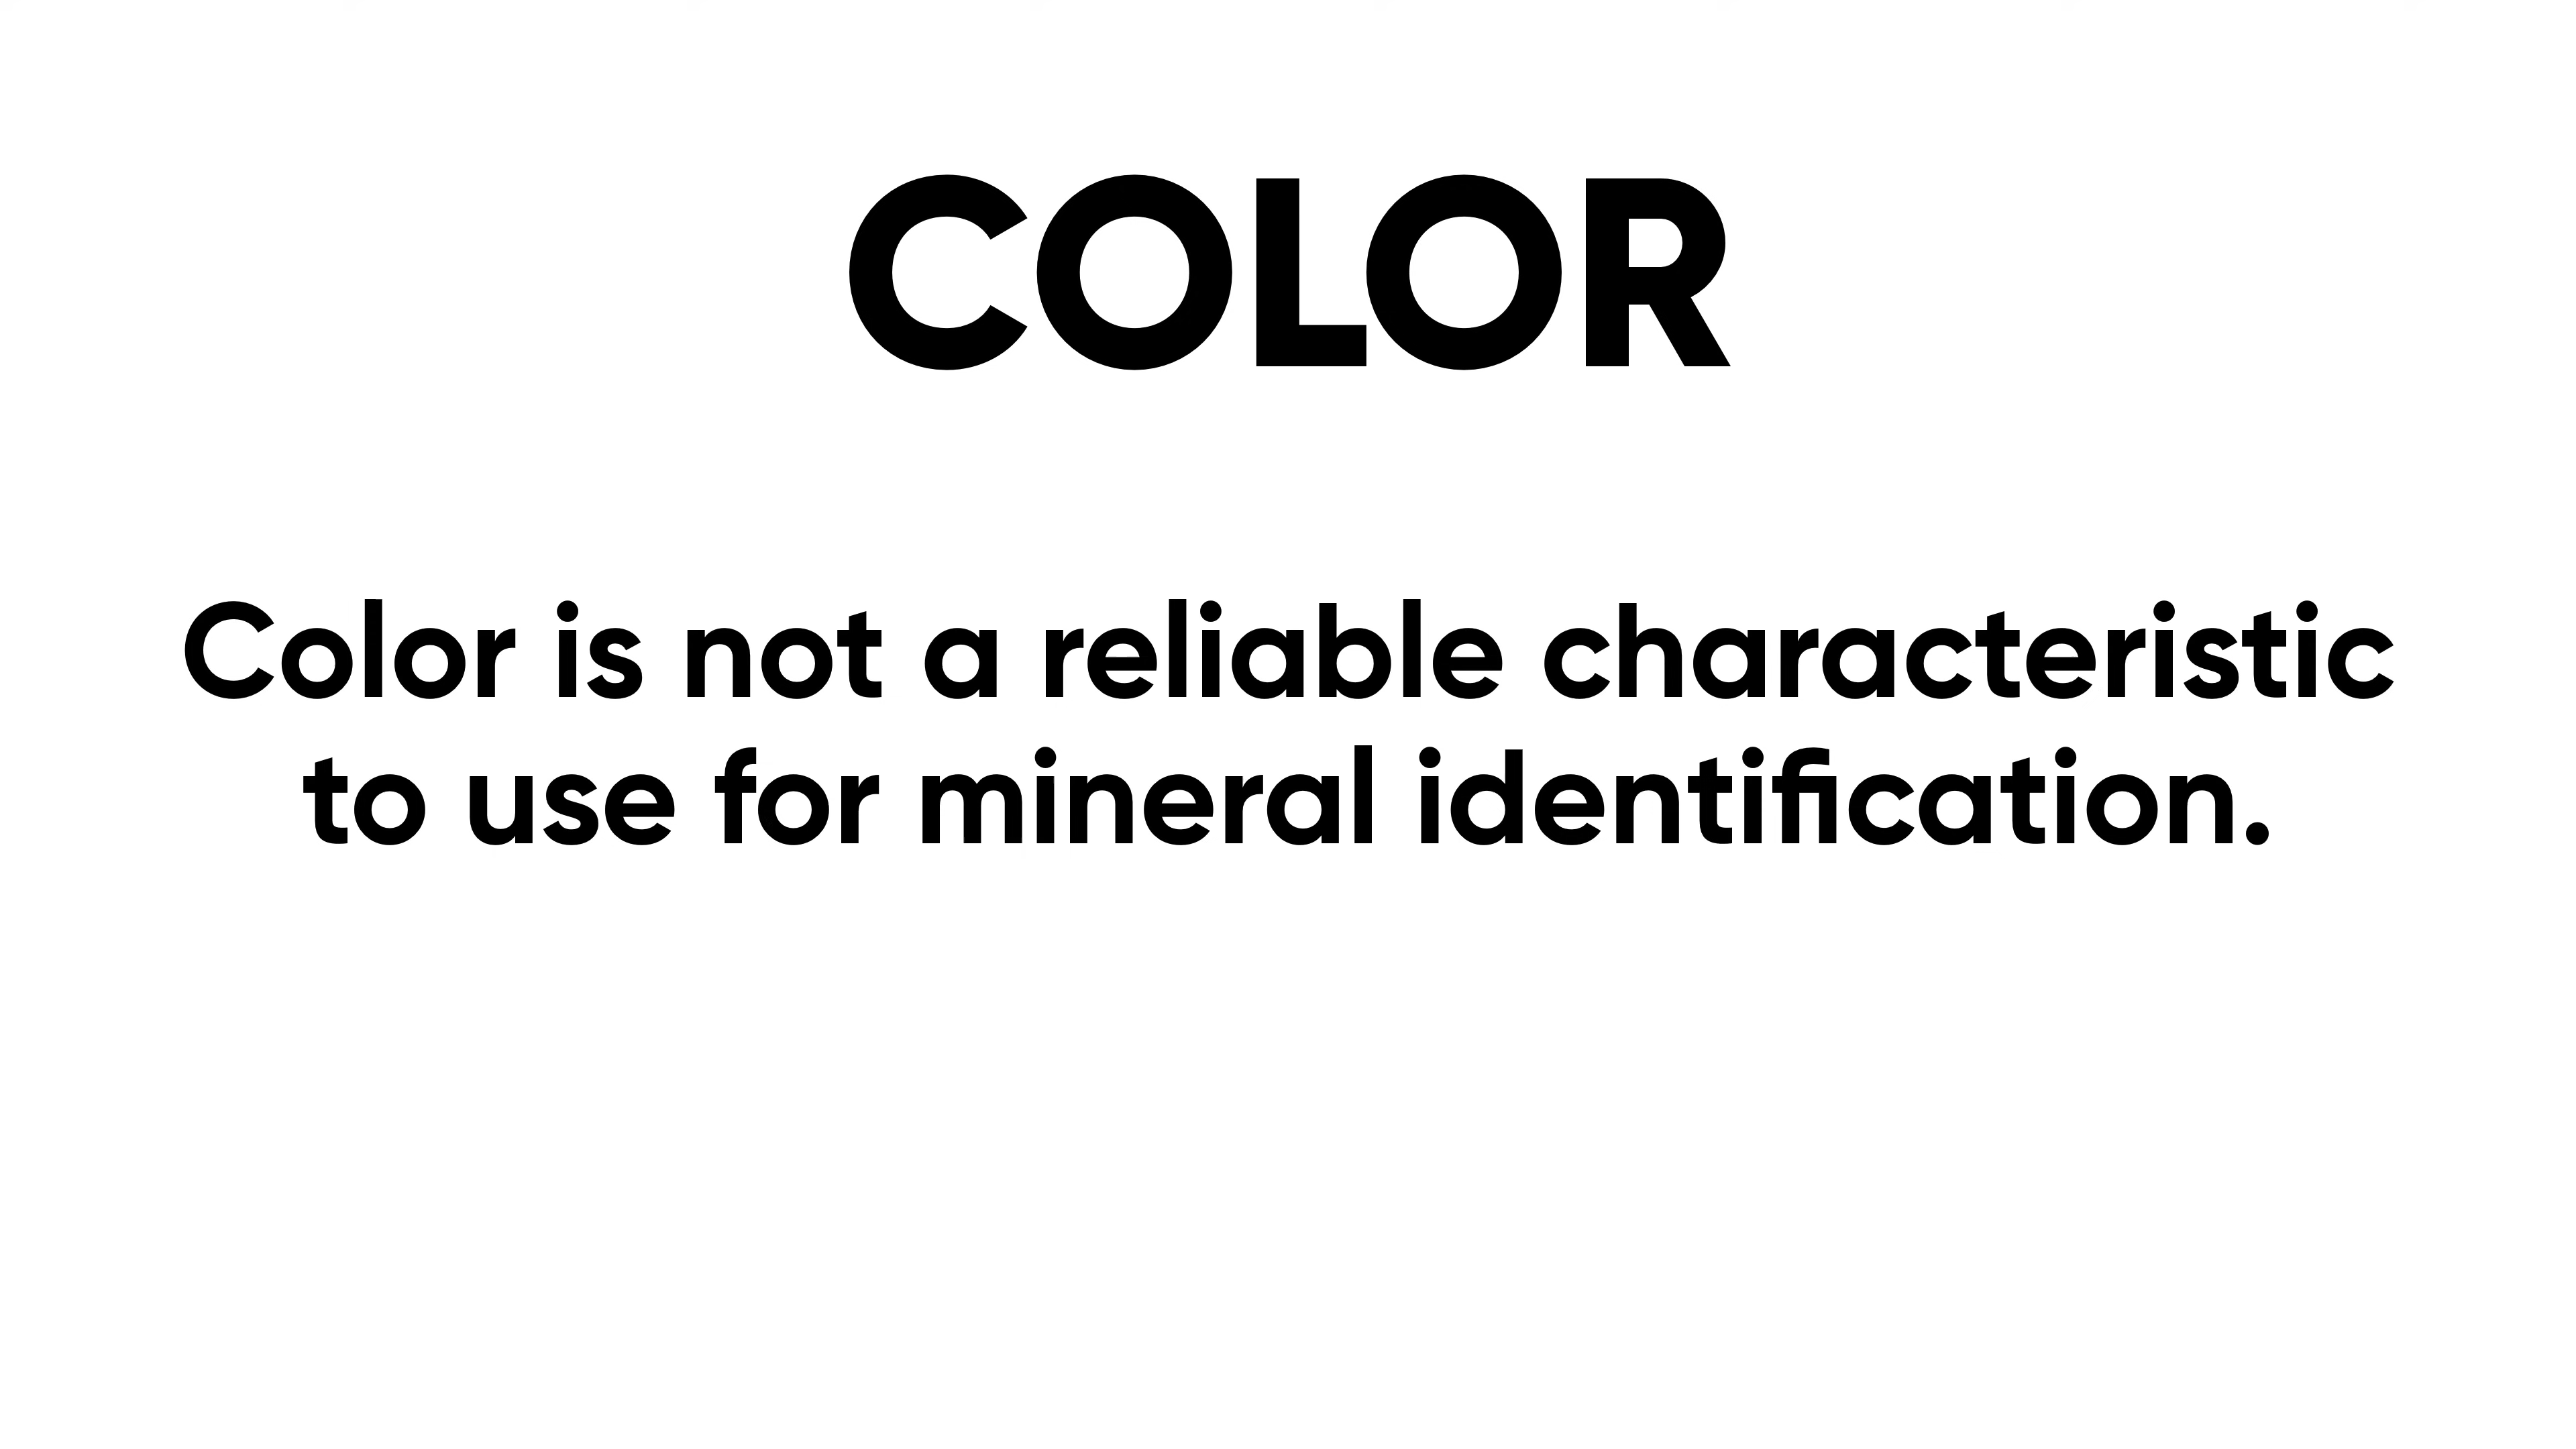 COLOR
Color is not a reliable characteristic
to use for mineral identification.